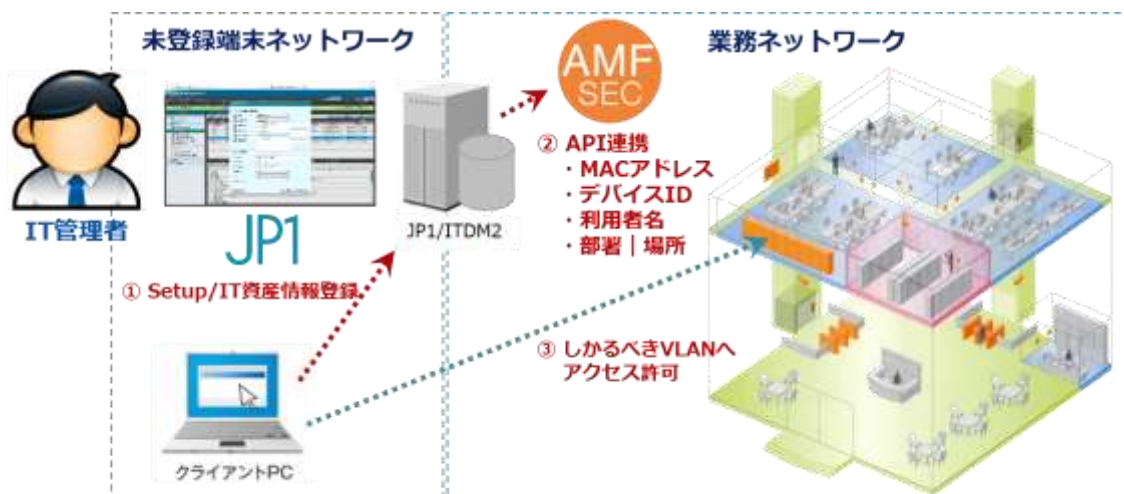 未登録端末ネットワーク
業務ネットワーク
AMF
SEC
IT管理者
JP1
JP1/ITDM2
② API連携
・MACアドレス
・デバイスID
・利用者名
・部署｜場所
① Setup/IT資産情報登録
③ しかるべきVLANへ
アクセス許可
クライアントPC